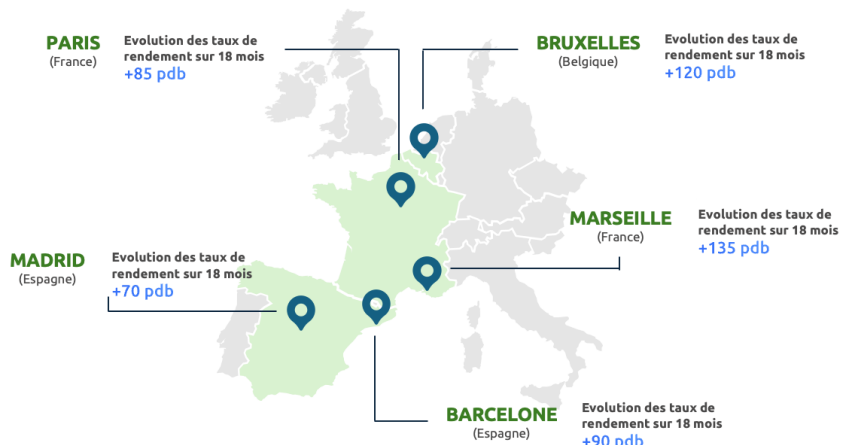 PARIS
(France)
Evolution des taux de
rendement sur 18 mois
+85 pdb
BRUXELLES
(Belgique)
Evolution des taux de
rendement sur 18 mois
+120 pdb
MARSEILLE
(France)
Evolution des taux de
rendement sur 18 mois
+135 pdb
MADRID
(Espagne)
Evolution des taux de
rendement sur 18 mois
+70 pdb
BARCELONE
(Espagne)
Evolution des taux de
rendement sur 18 mois
+90 pdb